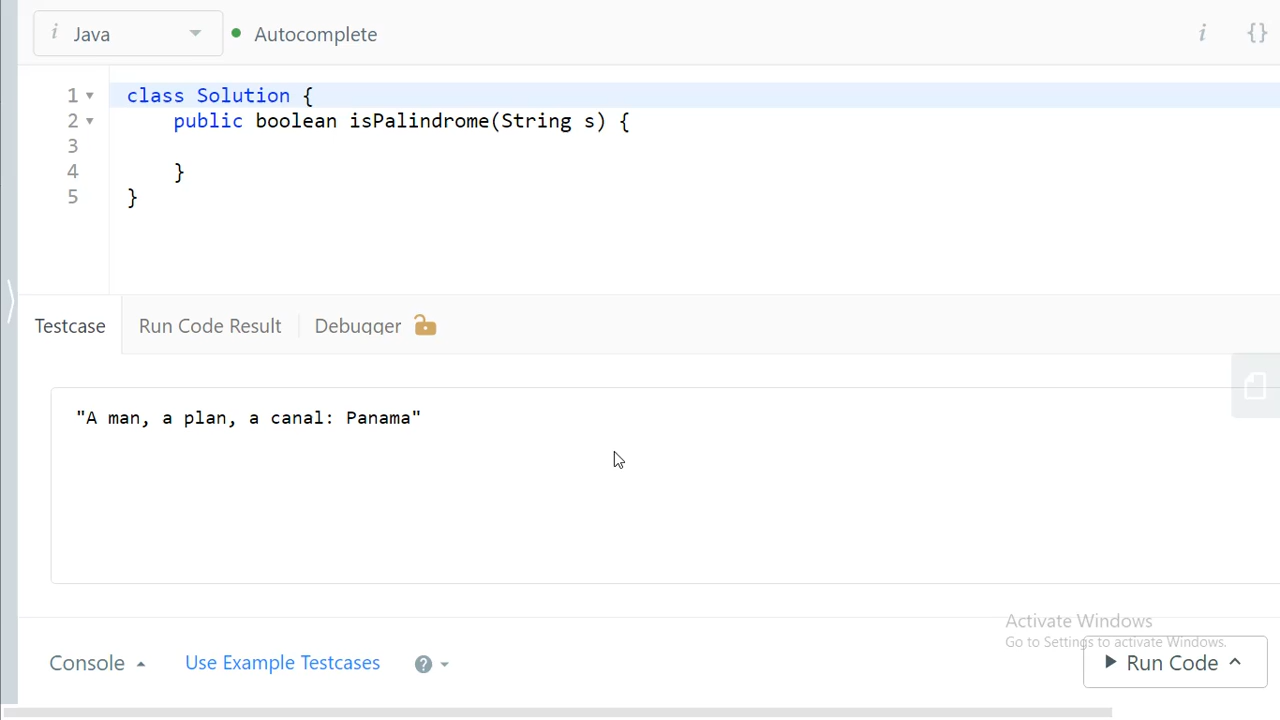 i Java Autocomplete i {}
1 class Solution {
2 public boolean isPalindrome(String s) {
3
4 }
5 }
Testcase Run Code Result Debugger
"A man, a plan, a canal: Panama"
Activate Windows
Go to Settings to activate Windows.
Console Use Example Testcases ? Run Code